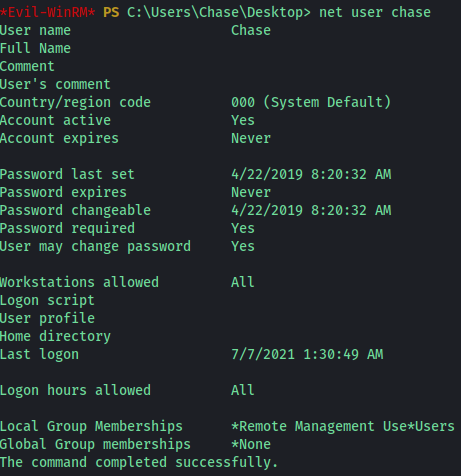 *Evil-WinRM* PS C:\Users\Chase\Desktop> net user chase
User name                    Chase
Full Name
Comment
User's comment
Country/region code          000 (System Default)
Account active               Yes
Account expires              Never
Password last set            4/22/2019 8:20:32 AM
Password expires             Never
Password changeable          4/22/2019 8:20:32 AM
Password required            Yes
User may change password     Yes
Workstations allowed         All
Logon script
User profile
Home directory
Last logon                   7/7/2021 1:30:49 AM
Logon hours allowed          All
Local Group Memberships      *Remote Management Use*Users
Global Group memberships     *None
The command completed successfully.